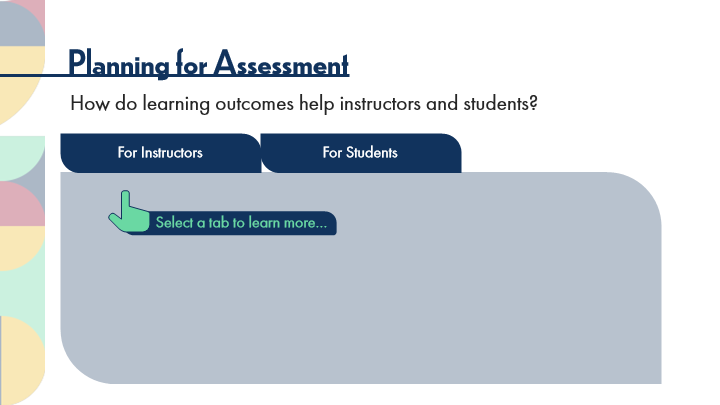 Planning for Assessment
How do learning outcomes help instructors and students?
For Instructors
For Students
Select a tab to learn more...